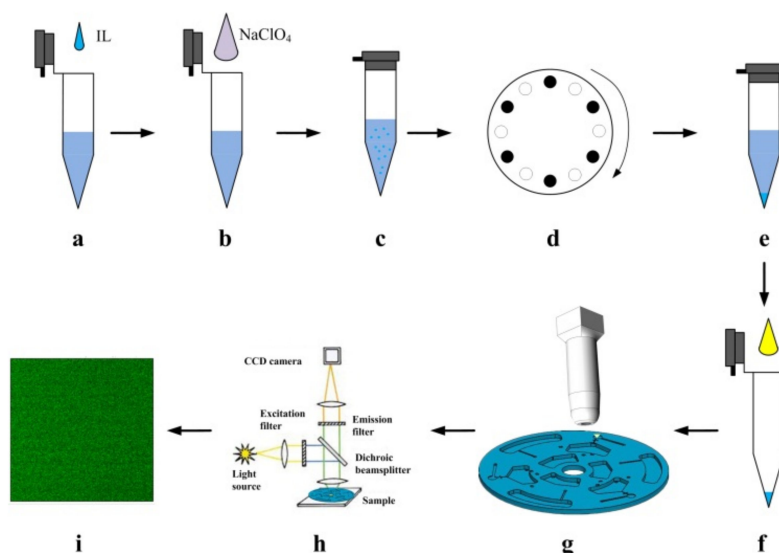 IL
NaClO₄
a
b
c
d
e
CCD camera
Excitation
filter
Emission
filter
Dichroic
beamsplitter
Light
source
Sample
i
h
g
f